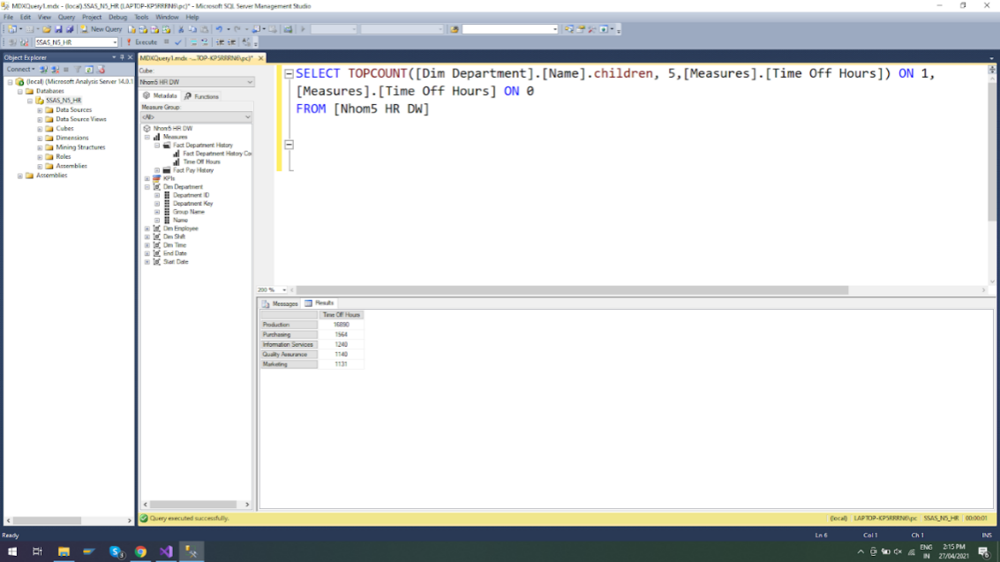 MDXQuery1.mdx - (local).SSAS_N5_HR (LAPTOP-KP5RRRN6\pc)* - Microsoft SQL Server Management Studio
File Edit View Query Project Debug Tools Window Help
New Query
SSAS_N5_HR Execute
Object Explorer
Connect
(local) (Microsoft Analysis Server 14.0.1
Databases
SSAS_N5_HR
Data Sources
Data Source Views
Cubes
Dimensions
Mining Structures
Roles
Assemblies
Assemblies
MDXQuery1.mdx -...TOP-KP5RRRN6\pc)*
Cube:
Nhom5 HR DW
Metadata Functions
Measure Group:
<All>
Nhom5 HR DW
Measures
Fact Department History
Fact Department History Co
Time Off Hours
Fact Pay History
KPIs
Dim Department
Department ID
Department Key
Group Name
Name
Dim Employee
Dim Shift
Dim Time
End Date
Start Date
SELECT TOPCOUNT([Dim Department].[Name].children, 5,[Measures].[Time Off Hours]) ON 1,
[Measures].[Time Off Hours] ON 0
FROM [Nhom5 HR DW]
200 %
Messages Results
Time Off Hours
Production 16890
Purchasing 1564
Information Services 1240
Quality Assurance 1140
Marketing 1131
Query executed successfully. (local) LAPTOP-KP5RRRN6\pc SSAS_N5_HR 00:00:01
Ready Ln 6 Col 1 Ch 1 INS
ENG 2:15 PM
IN 27/04/2021